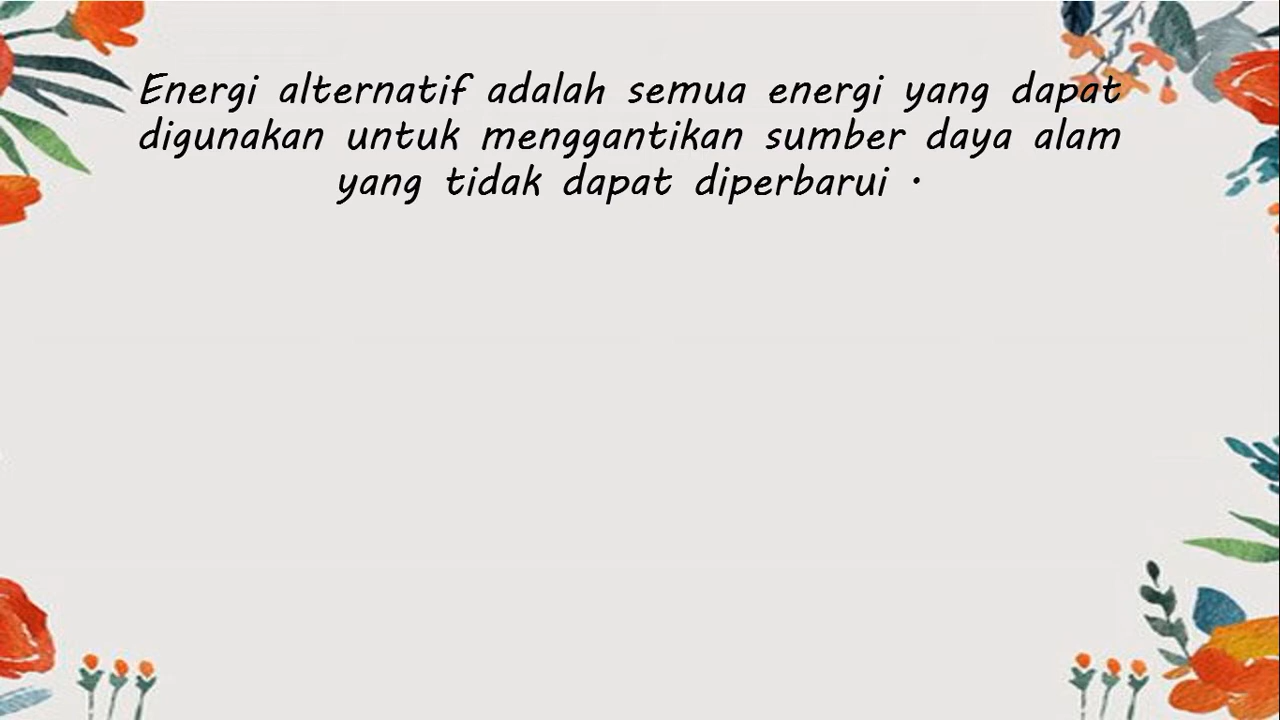 Energi alternatif adalah semua energi yang dapat
digunakan untuk menggantikan sumber daya alam
yang tidak dapat diperbarui .